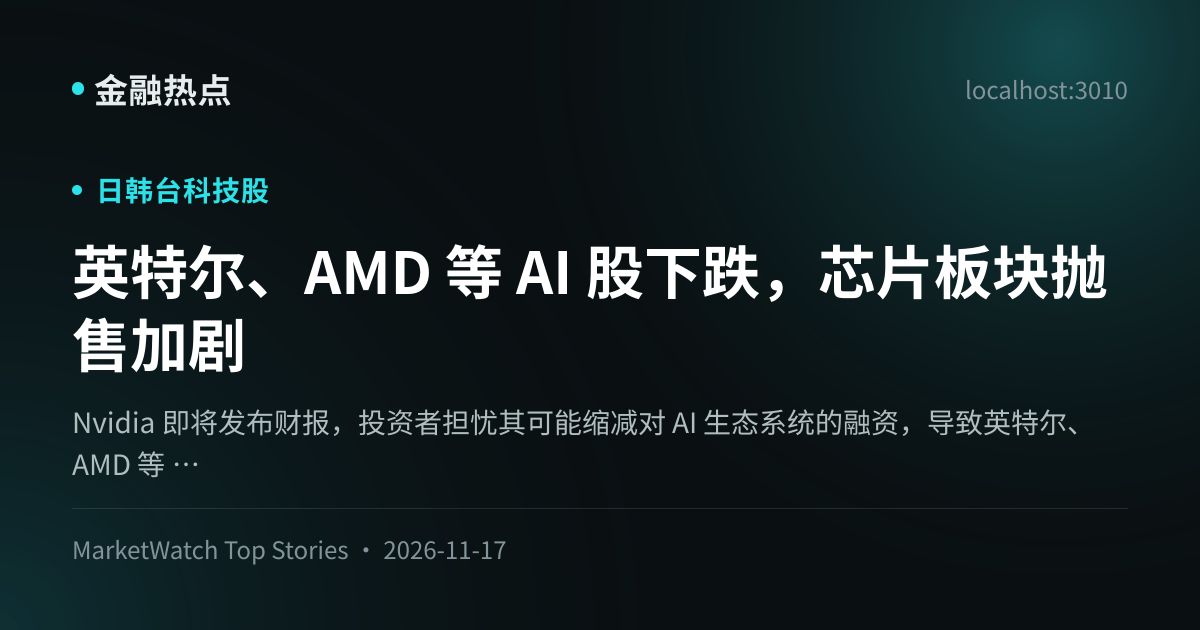 金融热点
localhost:3010
日韩台科技股
英特尔、AMD 等 AI 股下跌，芯片板块抛
售加剧
Nvidia 即将发布财报，投资者担忧其可能缩减对 AI 生态系统的融资，导致英特尔、
AMD 等 …
MarketWatch Top Stories · 2026-11-17